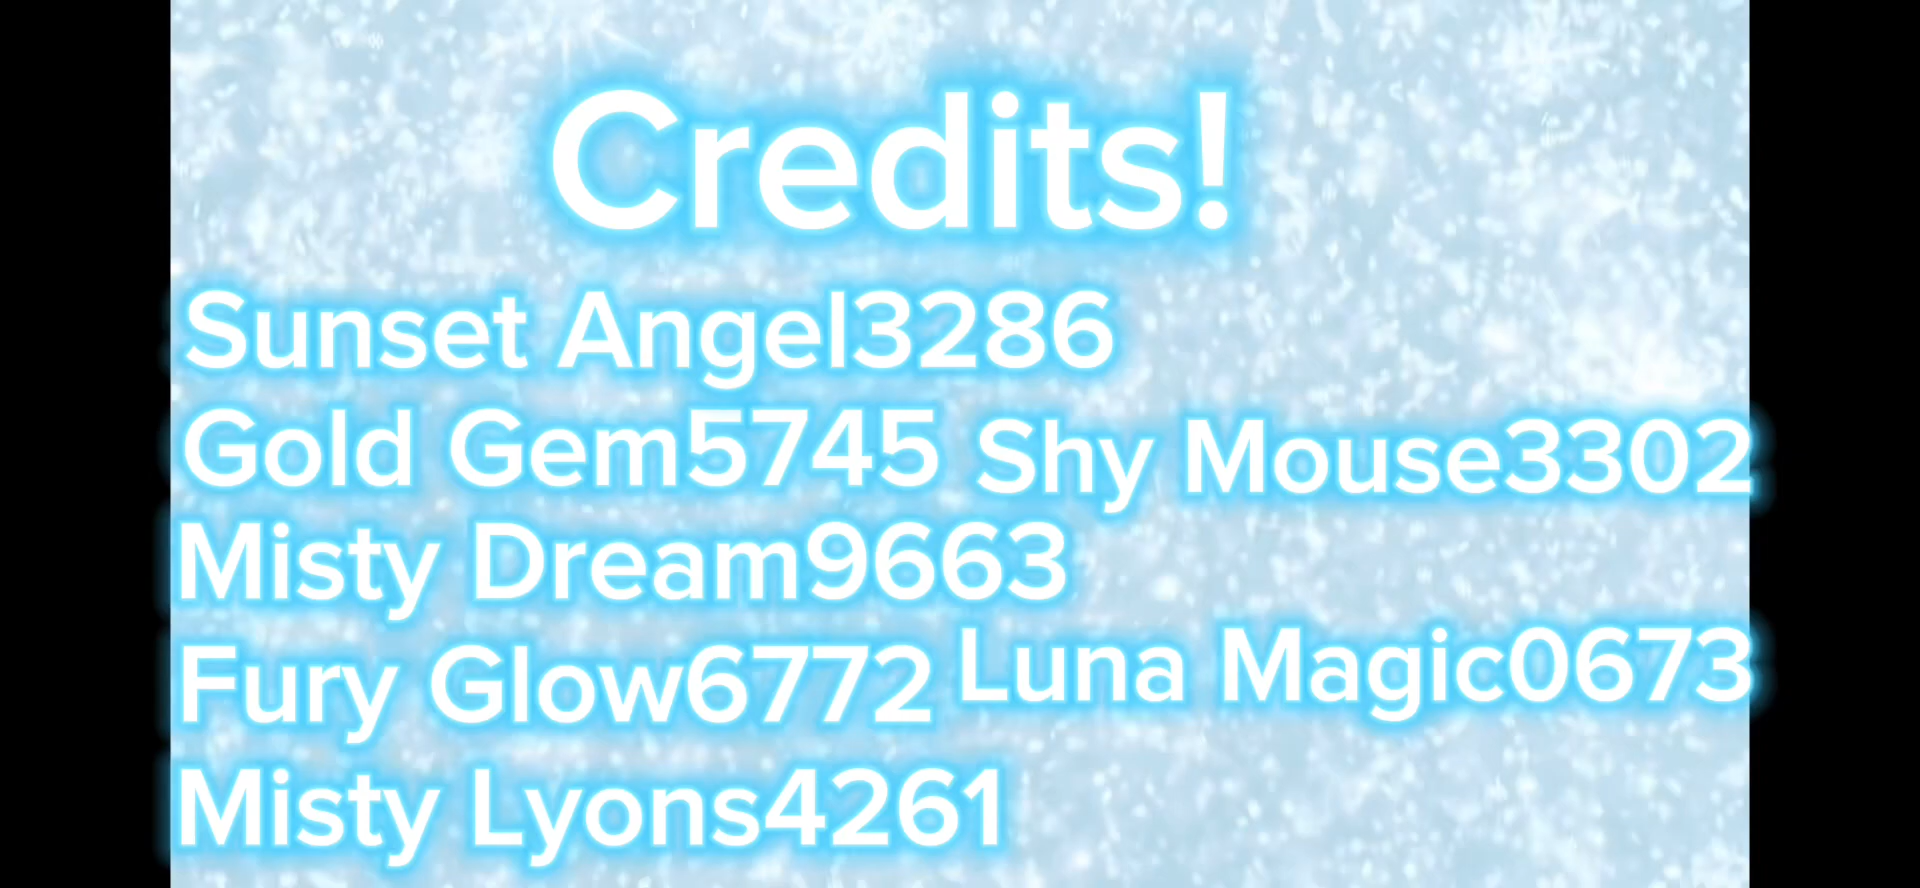 Credits!
Sunset Angel3286
Gold Gem5745
Shy Mouse3302
Misty Dream9663
Fury Glow6772
Luna Magic0673
Misty Lyons4261